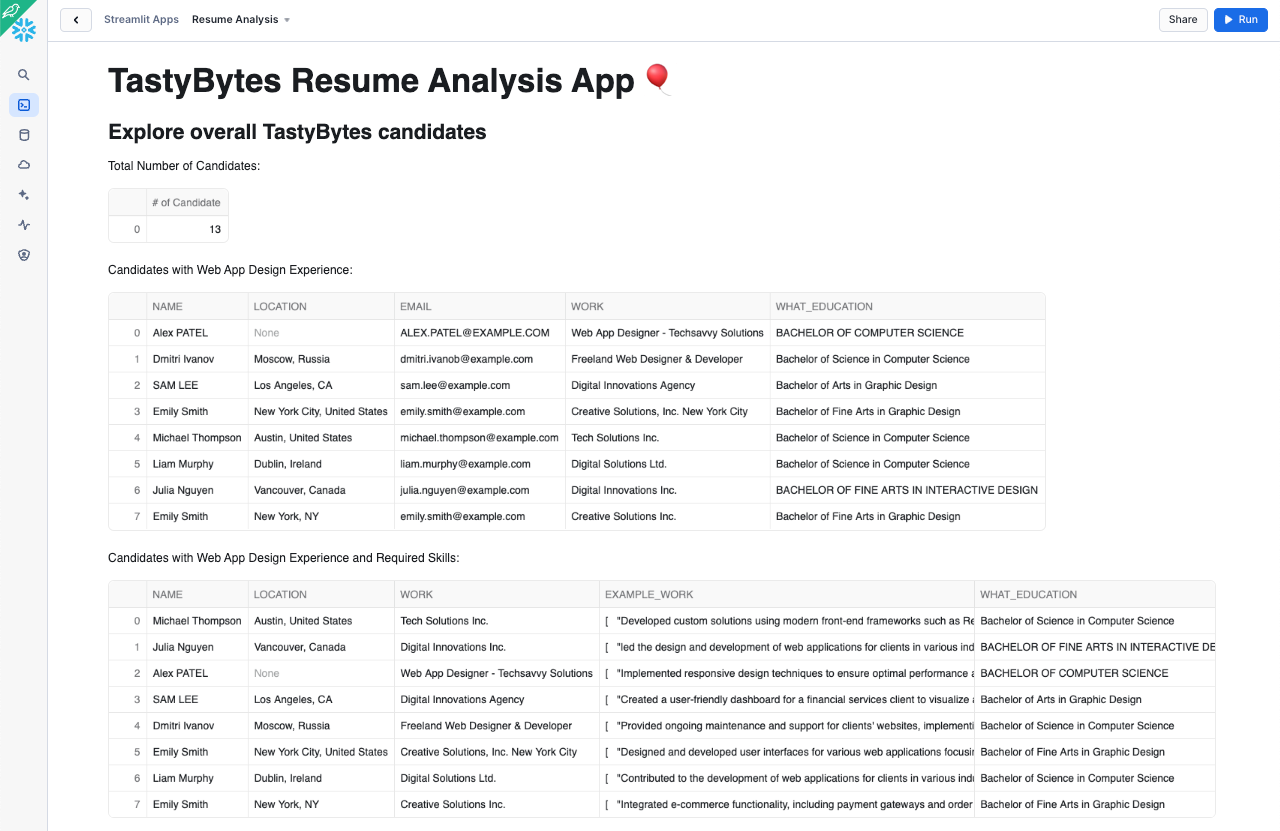 Streamlit Apps Resume Analysis Share Run
TastyBytes Resume Analysis App
Explore overall TastyBytes candidates
Total Number of Candidates:
# of Candidate
0 13
Candidates with Web App Design Experience:
NAME LOCATION EMAIL WORK WHAT_EDUCATION
0 Alex PATEL None ALEX.PATEL@EXAMPLE.COM Web App Designer - Techsavvy Solutions BACHELOR OF COMPUTER SCIENCE
1 Dmitri Ivanov Moscow, Russia dmitri.ivanob@example.com Freeland Web Designer & Developer Bachelor of Science in Computer Science
2 SAM LEE Los Angeles, CA sam.lee@example.com Digital Innovations Agency Bachelor of Arts in Graphic Design
3 Emily Smith New York City, United States emily.smith@example.com Creative Solutions, Inc. New York City Bachelor of Fine Arts in Graphic Design
4 Michael Thompson Austin, United States michael.thompson@example.com Tech Solutions Inc. Bachelor of Science in Computer Science
5 Liam Murphy Dublin, Ireland liam.murphy@example.com Digital Solutions Ltd. Bachelor of Science in Computer Science
6 Julia Nguyen Vancouver, Canada julia.nguyen@example.com Digital Innovations Inc. BACHELOR OF FINE ARTS IN INTERACTIVE DESIGN
7 Emily Smith New York, NY emily.smith@example.com Creative Solutions Inc. Bachelor of Fine Arts in Graphic Design
Candidates with Web App Design Experience and Required Skills:
NAME LOCATION WORK EXAMPLE_WORK WHAT_EDUCATION
0 Michael Thompson Austin, United States Tech Solutions Inc. [ "Developed custom solutions using modern front-end frameworks such as Re Bachelor of Science in Computer Science
1 Julia Nguyen Vancouver, Canada Digital Innovations Inc. [ "led the design and development of web applications for clients in various ind BACHELOR OF FINE ARTS IN INTERACTIVE DE
2 Alex PATEL None Web App Designer - Techsavvy Solutions [ "Implemented responsive design techniques to ensure optimal performance a BACHELOR OF COMPUTER SCIENCE
3 SAM LEE Los Angeles, CA Digital Innovations Agency [ "Created a user-friendly dashboard for a financial services client to visualize Bachelor of Arts in Graphic Design
4 Dmitri Ivanov Moscow, Russia Freeland Web Designer & Developer [ "Provided ongoing maintenance and support for clients' websites, implementi Bachelor of Science in Computer Science
5 Emily Smith New York City, United States Creative Solutions, Inc. New York City [ "Designed and developed user interfaces for various web applications focusi Bachelor of Fine Arts in Graphic Design
6 Liam Murphy Dublin, Ireland Digital Solutions Ltd. [ "Contributed to the development of web applications for clients in various ind Bachelor of Science in Computer Science
7 Emily Smith New York, NY Creative Solutions Inc. [ "Integrated e-commerce functionality, including payment gateways and order Bachelor of Fine Arts in Graphic Design